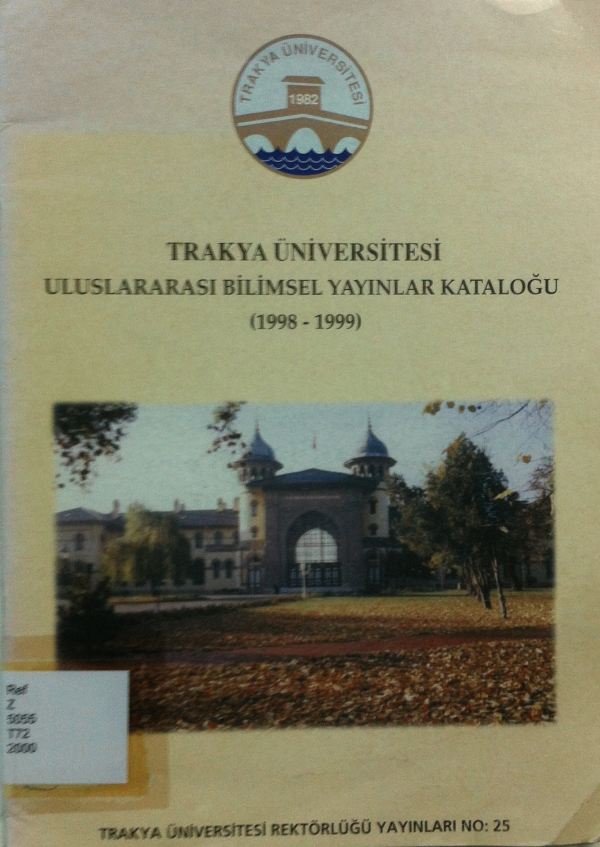 TRAKYA ÜNİVERSİTESİ
1982
TRAKYA ÜNİVERSİTESİ
ULUSLARARASI BİLİMSEL YAYINLAR KATALOĞU
(1998 - 1999)
Ref
Z
5055
T72
2000
TRAKYA ÜNİVERSİTESİ REKTÖRLÜĞÜ YAYINLARI NO: 25